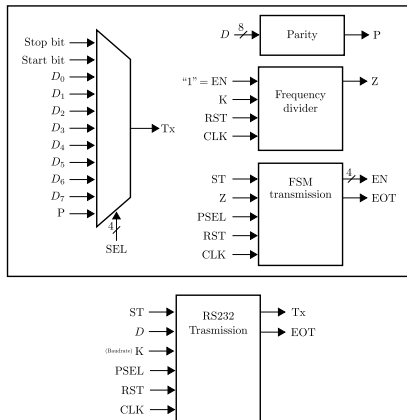 Stop bit
Start bit
D0
D1
D2
D3
D4
D5
D6
D7
P
Tx
4
SEL
D
8
Parity
P
"1" = EN
K
RST
CLK
Frequency
divider
Z
ST
Z
PSEL
RST
CLK
FSM
transmission
4
EN
EOT
ST
D
(Baudrate) K
PSEL
RST
CLK
RS232
Trasmission
Tx
EOT